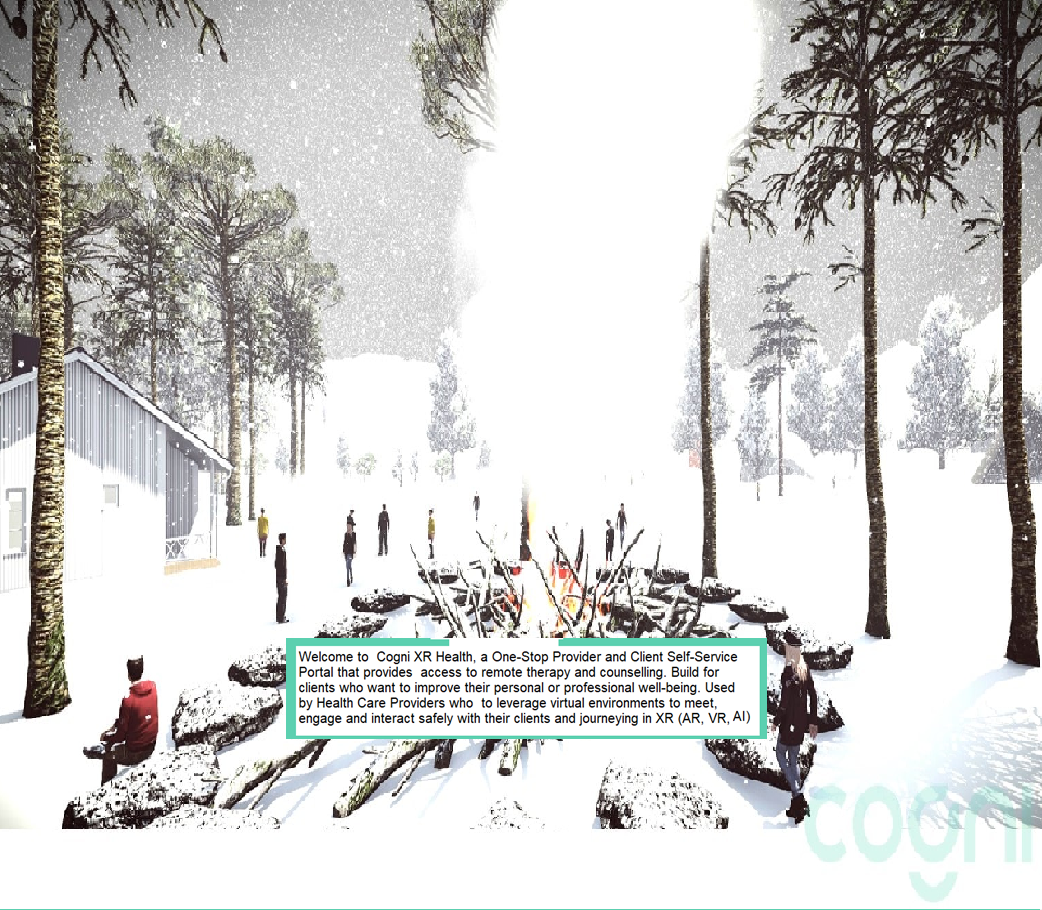 Welcome to  Cogni XR Health, a One-Stop Provider and Client Self-Service
Portal that provides  access to remote therapy and counselling. Build for
clients who want to improve their personal or professional well-being. Used
by Health Care Providers who  to leverage virtual environments to meet,
engage and interact safely with their clients and journeying in XR (AR, VR, AI)
cogni